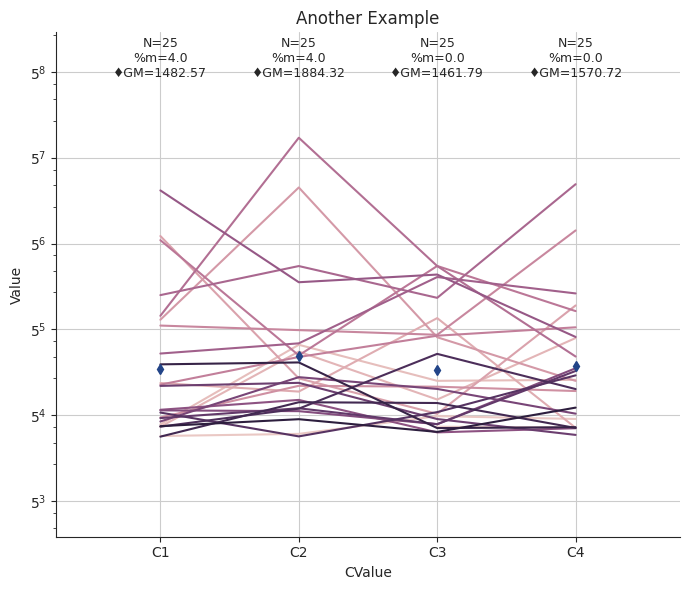 Another Example
N=25 N=25 N=25 N=25
%m=4.0 %m=4.0 %m=0.0 %m=0.0
♦GM=1482.57 ♦GM=1884.32 ♦GM=1461.79 ♦GM=1570.72
5⁸
5⁷
5⁶
5⁵
5⁴
5³
Value
C1 C2 C3 C4
CValue